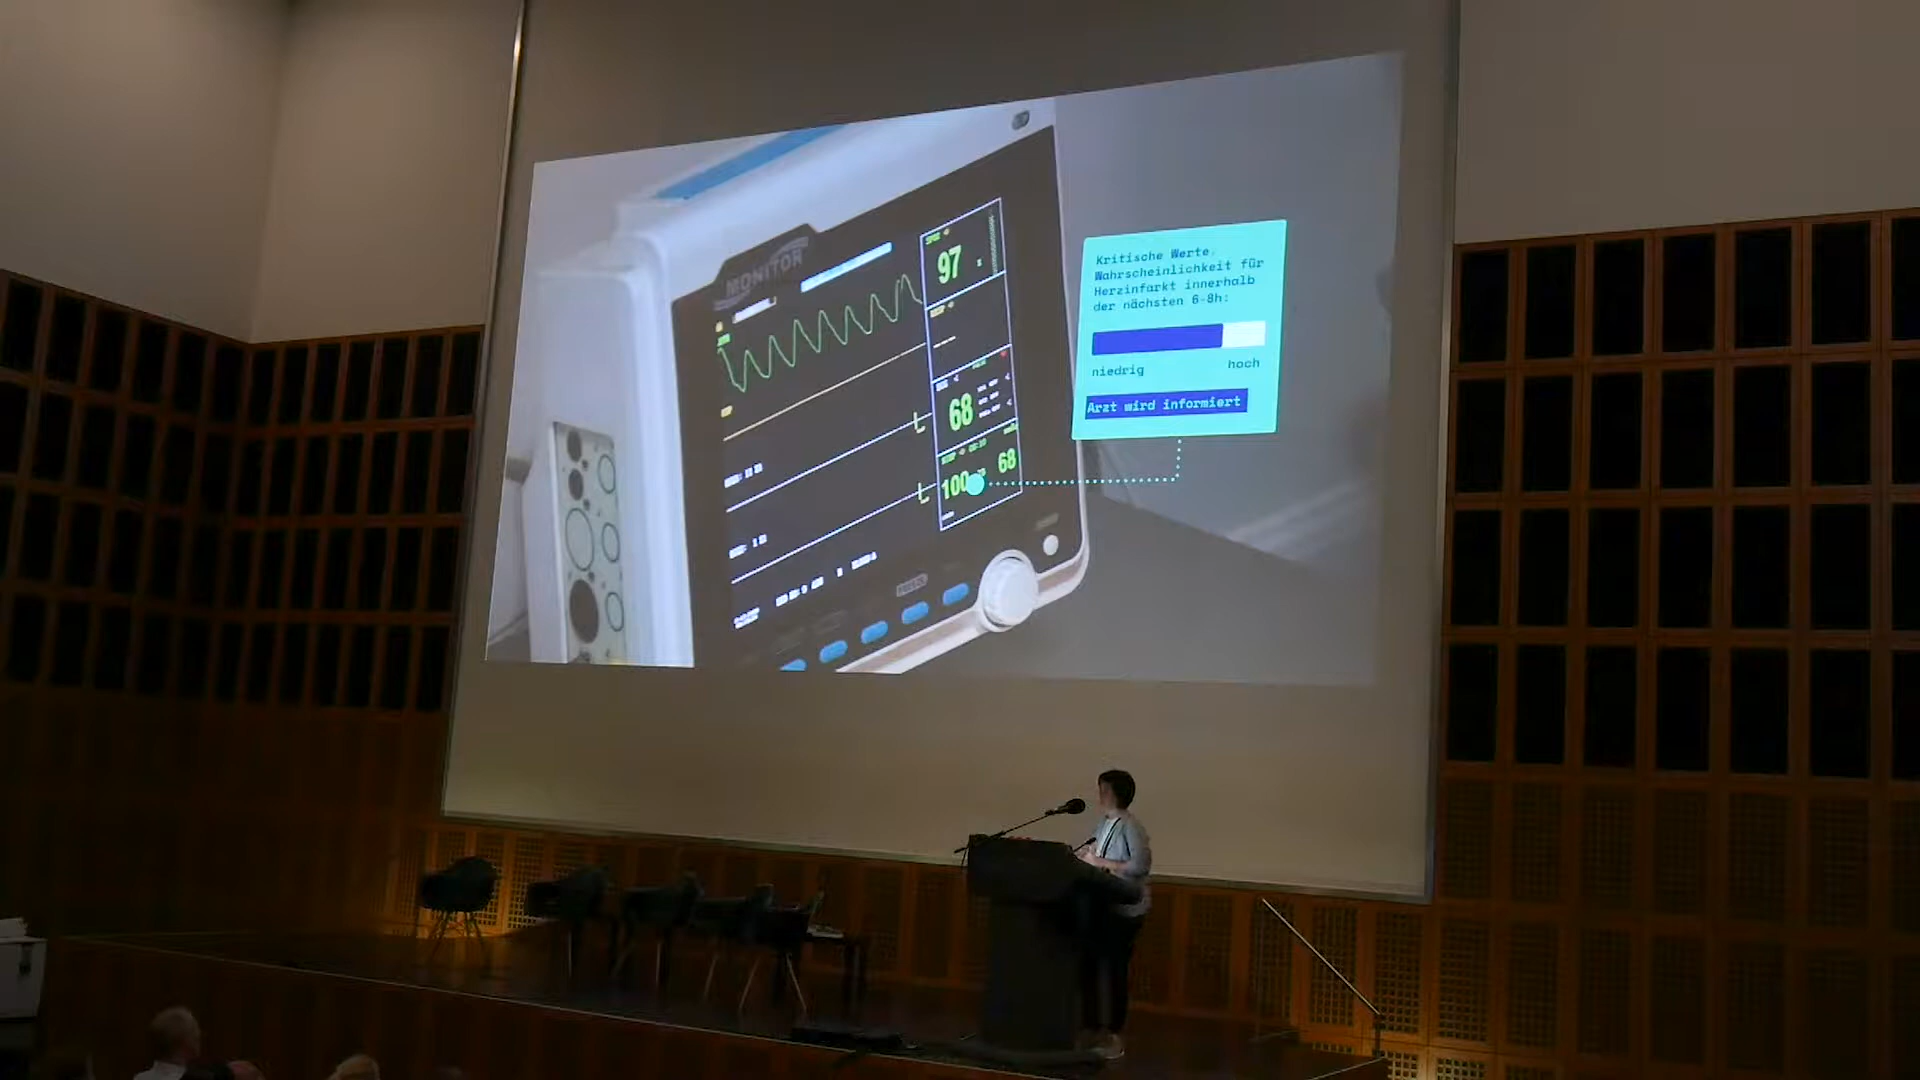 MONITOR
97
68
100
68
Kritische Werte,
Wahrscheinlichkeit für
Herzinfarkt innerhalb
der nächsten 6-8h:
niedrig
hoch
Arzt wird informiert